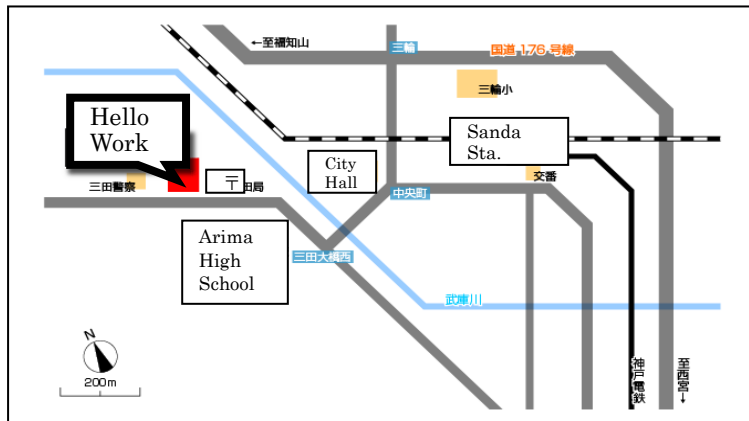 ←至福知山
三輪
国道176号線
三輪小
Hello
Work
Sanda
Sta.
City
Hall
三田警察
〒
田局
交番
中央町
Arima
High
School
三田大橋西
武庫川
N
200m
神戸電鉄
至西宮→